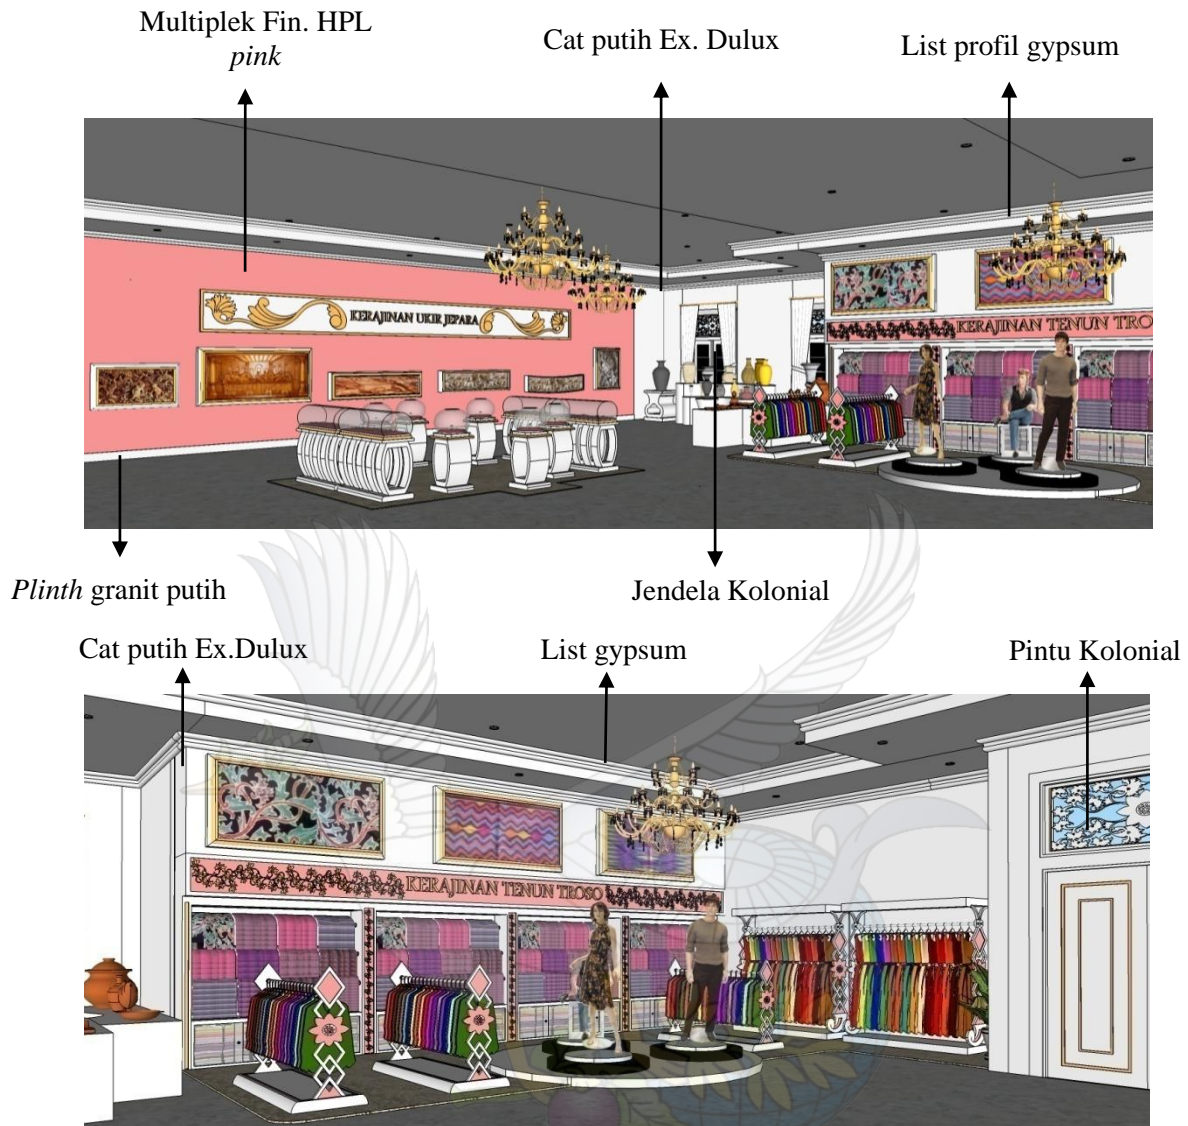 Multiplek Fin. HPL
pink
Cat putih Ex. Dulux
List profil gypsum
KERAJINAN UKIR JEPARA
KERAJINAN TENUN TRO
Plinth granit putih
Jendela Kolonial
Cat putih Ex.Dulux
List gypsum
Pintu Kolonial
KERAJINAN TENUN TROSO